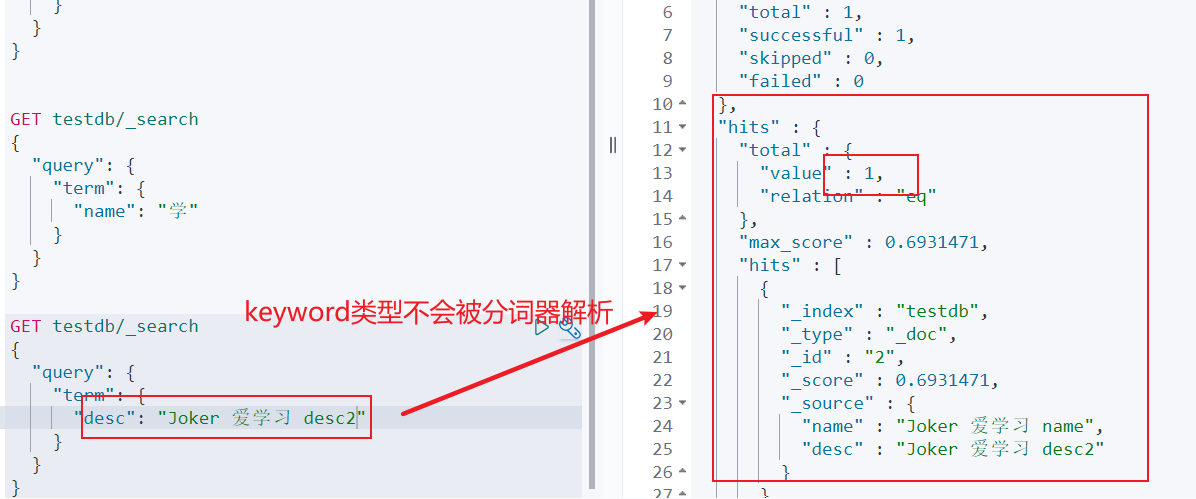 }
}
}
GET testdb/_search
{
"query": {
"term": {
"name": "学"
}
}
}
GET testdb/_search
{
"query": {
"term": {
"desc": "Joker 爱学习 desc2"
}
}
}
keyword类型不会被分词器解析
6 "total" : 1,
7 "successful" : 1,
8 "skipped" : 0,
9 "failed" : 0
10 },
11 "hits" : {
12 "total" : {
13 "value" : 1,
14 "relation" : "eq"
15 },
16 "max_score" : 0.6931471,
17 "hits" : [
18 {
19 "_index" : "testdb",
20 "_type" : "_doc",
21 "_id" : "2",
22 "_score" : 0.6931471,
23 "_source" : {
24 "name" : "Joker 爱学习 name",
25 "desc" : "Joker 爱学习 desc2"
26 }
27 }